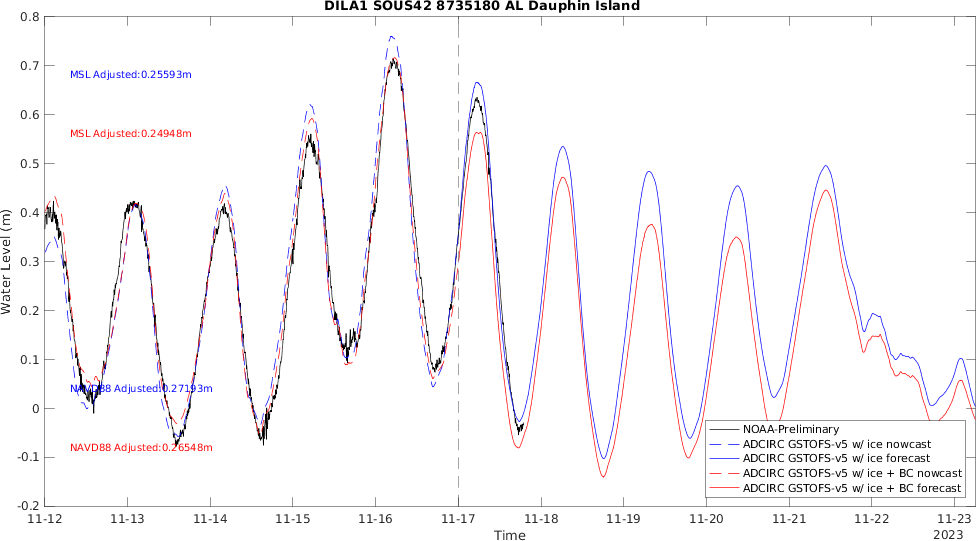 DILA1 SOUS42 8735180 AL Dauphin Island
0.8
0.7
0.6
0.5
0.4
0.3
0.2
0.1
0
-0.1
-0.2
Water Level (m)
MSL Adjusted:0.25593m
MSL Adjusted:0.24948m
NAVD88 Adjusted:0.27193m
NAVD88 Adjusted:0.26548m
NOAA-Preliminary
ADCIRC GSTOFS-v5 w/ ice nowcast
ADCIRC GSTOFS-v5 w/ ice forecast
ADCIRC GSTOFS-v5 w/ ice + BC nowcast
ADCIRC GSTOFS-v5 w/ ice + BC forecast
11-12 11-13 11-14 11-15 11-16 11-17 11-18 11-19 11-20 11-21 11-22 11-23
Time 2023